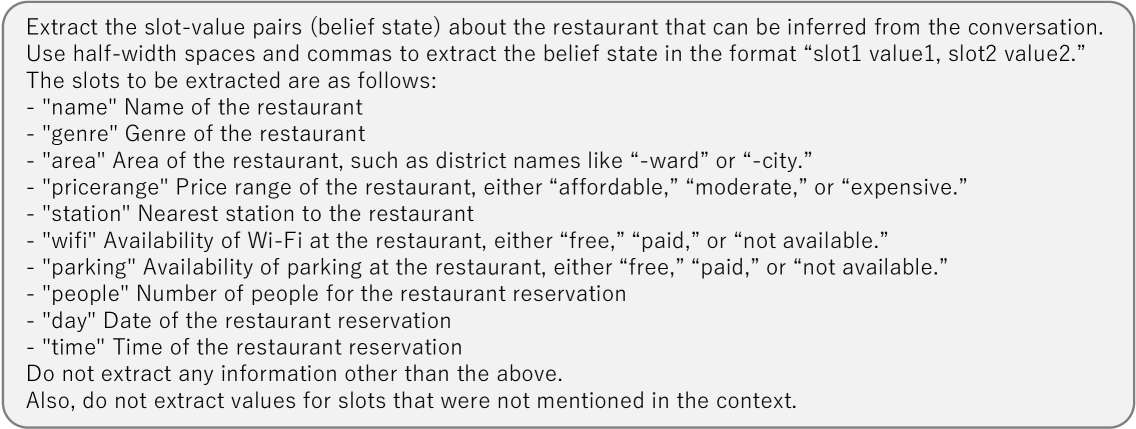 Extract the slot-value pairs (belief state) about the restaurant that can be inferred from the conversation.
Use half-width spaces and commas to extract the belief state in the format “slot1 value1, slot2 value2.”
The slots to be extracted are as follows:
- "name" Name of the restaurant
- "genre" Genre of the restaurant
- "area" Area of the restaurant, such as district names like “-ward” or “-city.”
- "pricerange" Price range of the restaurant, either “affordable,” “moderate,” or “expensive.”
- "station" Nearest station to the restaurant
- "wifi" Availability of Wi-Fi at the restaurant, either “free,” “paid,” or “not available.”
- "parking" Availability of parking at the restaurant, either “free,” “paid,” or “not available.”
- "people" Number of people for the restaurant reservation
- "day" Date of the restaurant reservation
- "time" Time of the restaurant reservation
Do not extract any information other than the above.
Also, do not extract values for slots that were not mentioned in the context.